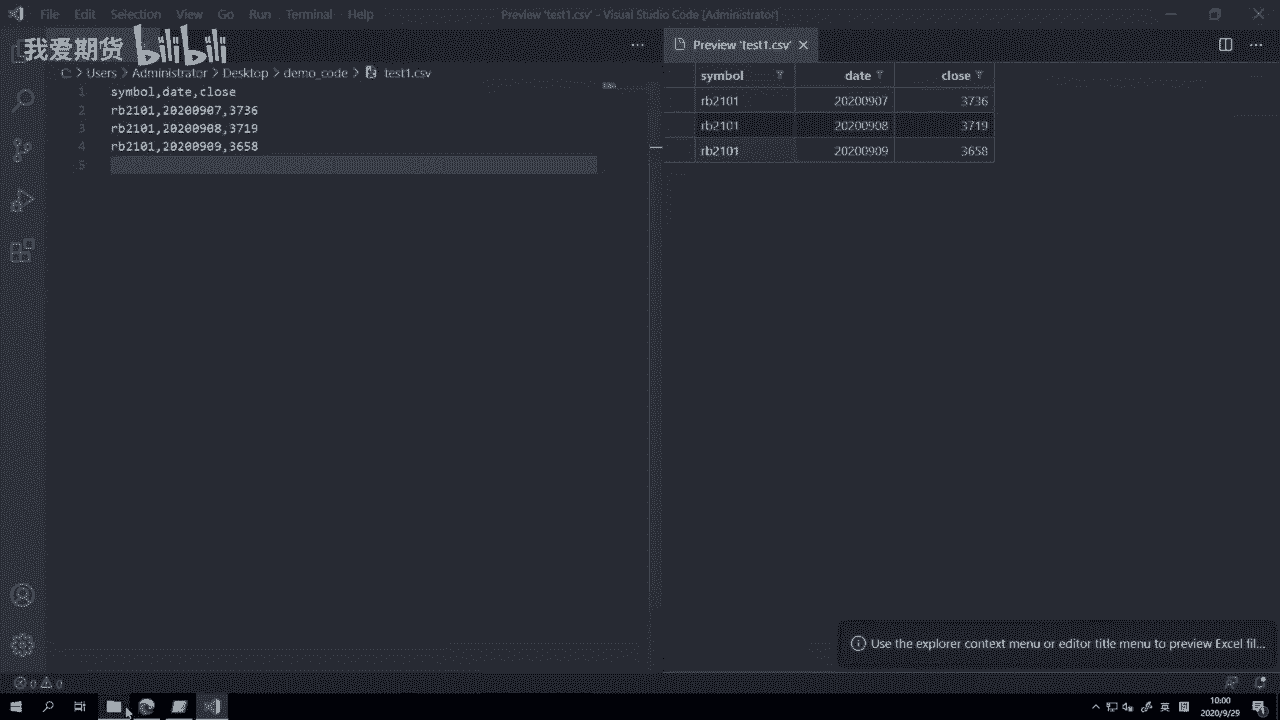 File Edit Selection View Go Run Terminal Help
Preview 'test1.csv' - Visual Studio Code [Administrator]
我爱期货 bilibili
Preview 'test1.csv'
C > Users > Administrator > Desktop > demo_code > test1.csv
1 symbol,date,close
2 rb2101,20200907,3736
3 rb2101,20200908,3719
4 rb2101,20200909,3658
5
symbol date close
rb2101 20200907 3736
rb2101 20200908 3719
rb2101 20200909 3658
Use the explorer context menu or editor title menu to preview Excel fil...
0 0
英
10:00
2020/9/29